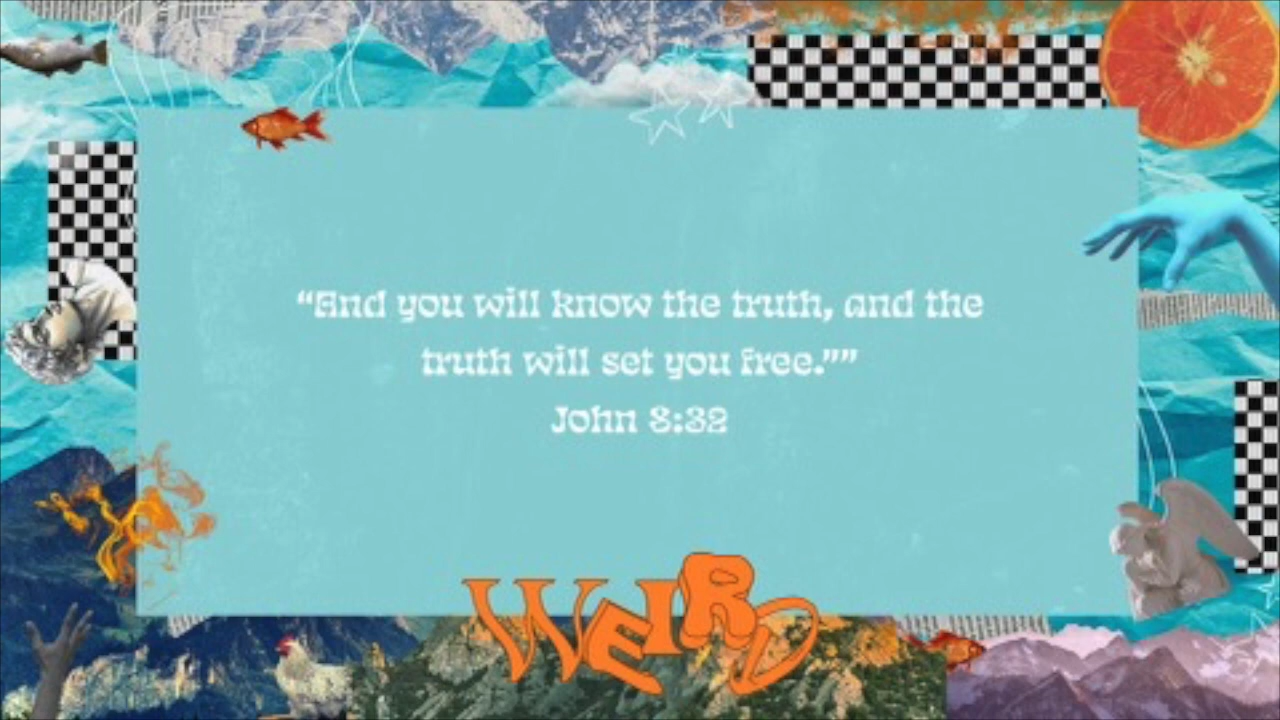 “And you will know the truth, and the
truth will set you free.””
John 8:32
WEIRD